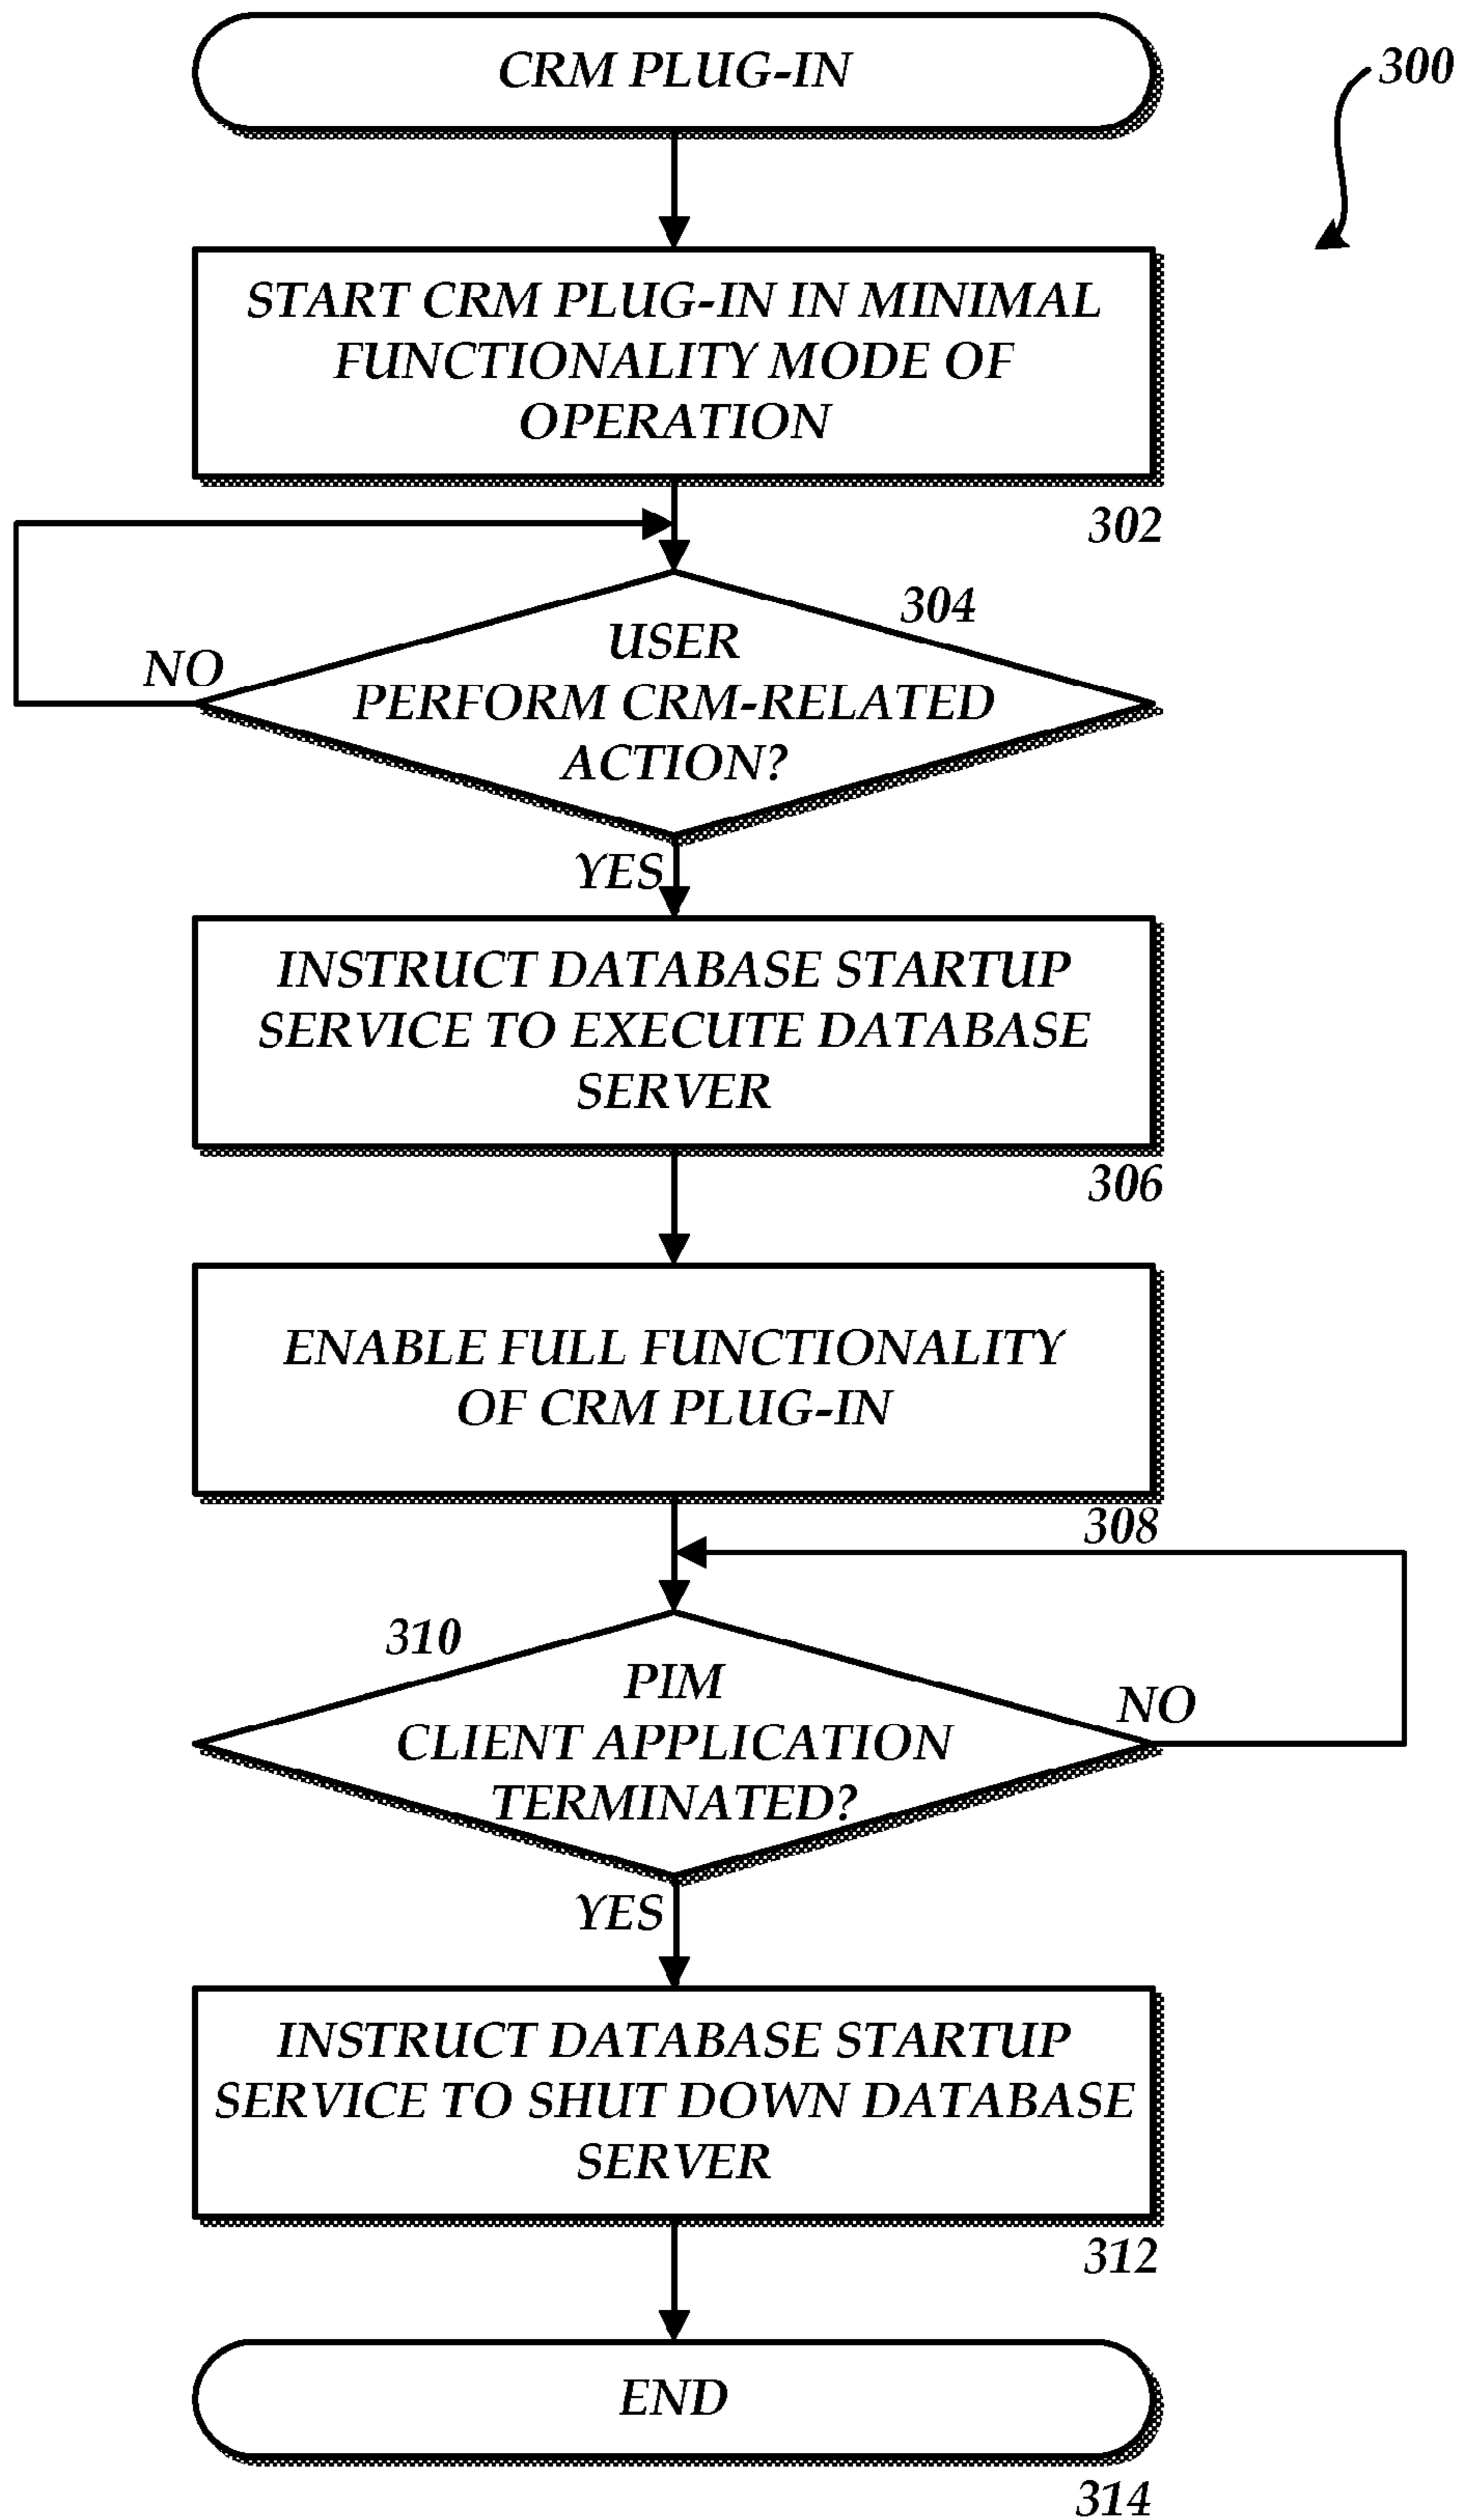 CRM PLUG-IN
300
START CRM PLUG-IN IN MINIMAL
FUNCTIONALITY MODE OF
OPERATION
302
304
USER
PERFORM CRM-RELATED
ACTION?
NO
YES
INSTRUCT DATABASE STARTUP
SERVICE TO EXECUTE DATABASE
SERVER
306
ENABLE FULL FUNCTIONALITY
OF CRM PLUG-IN
308
310
PIM
CLIENT APPLICATION
TERMINATED?
NO
YES
INSTRUCT DATABASE STARTUP
SERVICE TO SHUT DOWN DATABASE
SERVER
312
END
314